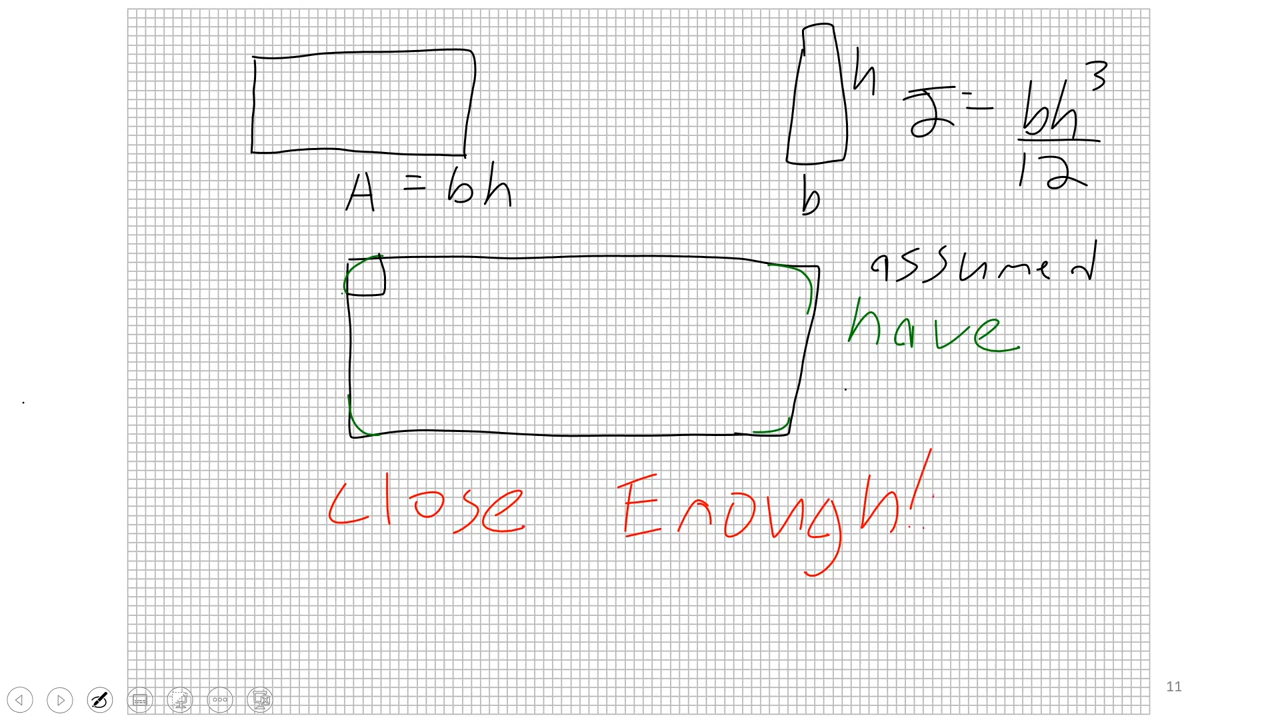 h
I = bh³/12
A = bh
b
assumed
have
Close Enough!
11